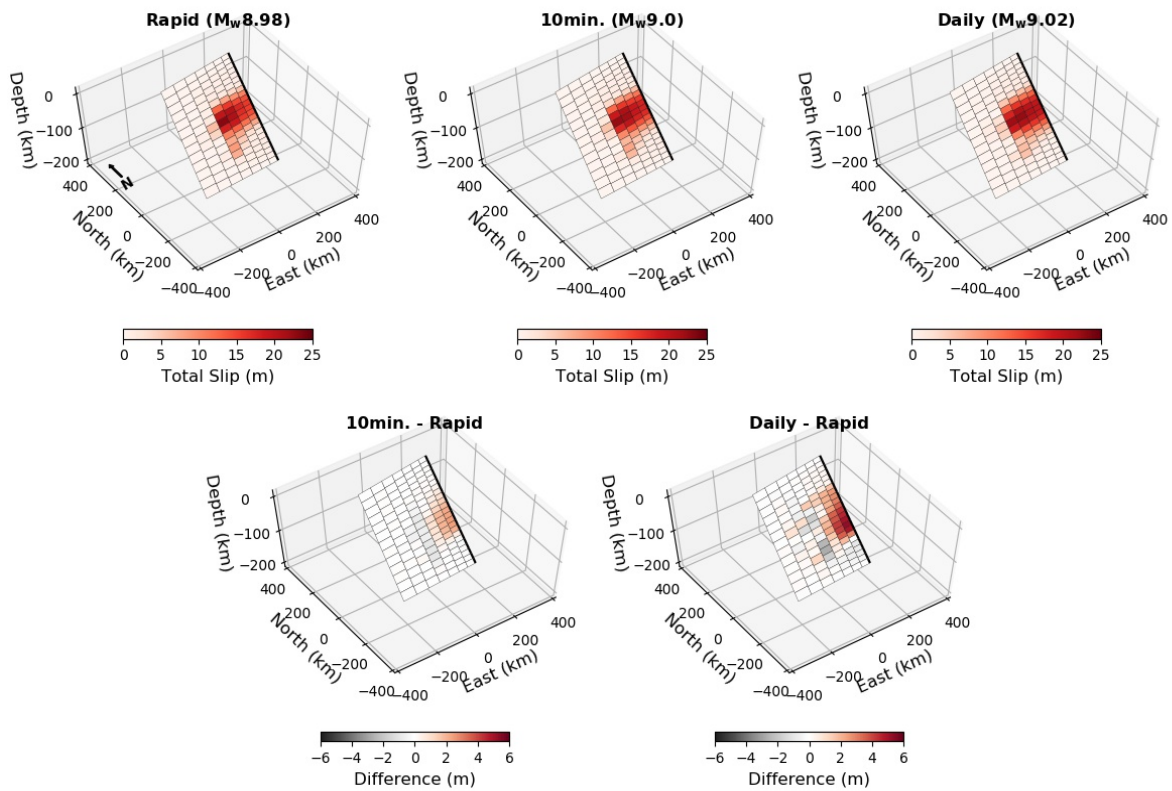 Rapid (Mw8.98)
10min. (Mw9.0)
Daily (Mw9.02)
Depth (km)
0
−100
−200
400
200
0
−200
−400
North (km)
N
−400
−200
0
200
400
East (km)
Depth (km)
0
−100
−200
400
200
0
−200
−400
North (km)
−400
−200
0
200
400
East (km)
Depth (km)
0
−100
−200
400
200
0
−200
−400
North (km)
−400
−200
0
200
400
East (km)
0 5 10 15 20 25
Total Slip (m)
0 5 10 15 20 25
Total Slip (m)
0 5 10 15 20 25
Total Slip (m)
10min. - Rapid
Daily - Rapid
Depth (km)
0
−100
−200
400
200
0
−200
−400
North (km)
−400
−200
0
200
400
East (km)
Depth (km)
0
−100
−200
400
200
0
−200
−400
North (km)
−400
−200
0
200
400
East (km)
−6 −4 −2 0 2 4 6
Difference (m)
−6 −4 −2 0 2 4 6
Difference (m)